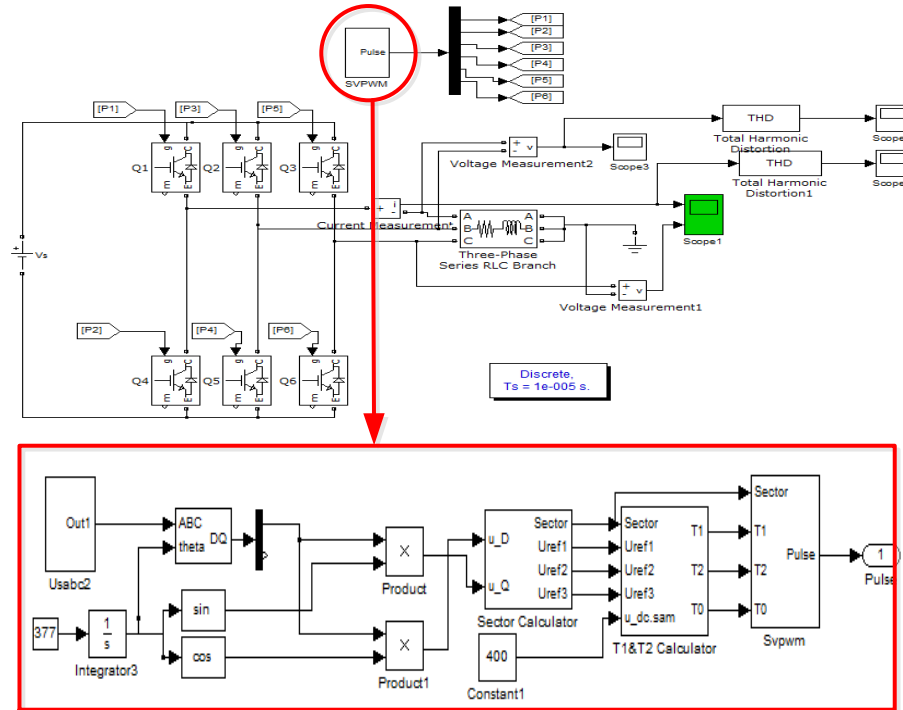 [P1]
[P2]
[P3]
[P4]
[P5]
[P6]
Pulse
SVPWM
[P1]
[P3]
[P5]
g
C
E
Q1
g
C
E
Q2
g
C
E
Q3
+
v
-
Voltage Measurement2
Scope3
THD
Total Harmonic
Distortion
Scope
THD
Total Harmonic
Distortion1
Scope
i
+
-
Current Measurement
A
B
C
A
B
C
Three-Phase
Series RLC Branch
Scope1
+
-
v
Voltage Measurement1
+
-
Vs
[P2]
[P4]
[P6]
g
C
E
Q4
g
C
E
Q5
g
C
E
Q6
Discrete,
Ts = 1e-005 s.
Out1
Usabc2
ABC
theta
DQ
377
1
s
Integrator3
sin
cos
X
Product
X
Product1
u_D
u_Q
Sector
Uref1
Uref2
Uref3
Sector Calculator
400
Constant1
Sector
Uref1
Uref2
Uref3
u_dc.sam
T1
T2
T0
T1&T2 Calculator
Sector
T1
T2
T0
Pulse
Svpwm
1
Pulse